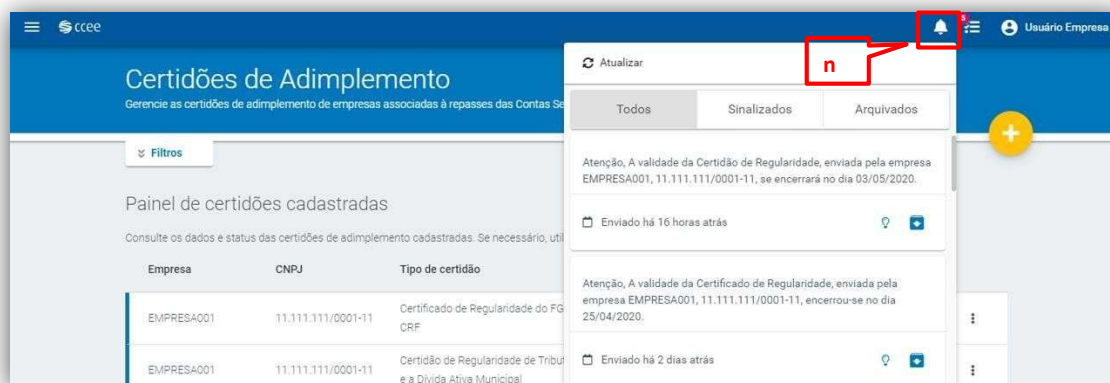 ccee
5
Usuário Empresa
n
Certidões de Adimplemento
Gerencie as certidões de adimplemento de empresas associadas à repasses das Contas Se
Filtros
Painel de certidões cadastradas
Consulte os dados e status das certidões de adimplemento cadastradas. Se necessário, util
Empresa CNPJ Tipo de certidão
EMPRESA001 11.111.111/0001-11 Certificado de Regularidade do FG
CRF
EMPRESA001 11.111.111/0001-11 Certidão de Regularidade de Tribut
e a Dívida Ativa Municipal
Atualizar
Todos Sinalizados Arquivados
Atenção, A validade da Certidão de Regularidade, enviada pela empresa
EMPRESA001, 11.111.111/0001-11, se encerrará no dia 03/05/2020.
Enviado há 16 horas atrás
Atenção, A validade da Certificado de Regularidade, enviada pela
empresa EMPRESA001, 11.111.111/0001-11, encerrou-se no dia
25/04/2020.
Enviado há 2 dias atrás